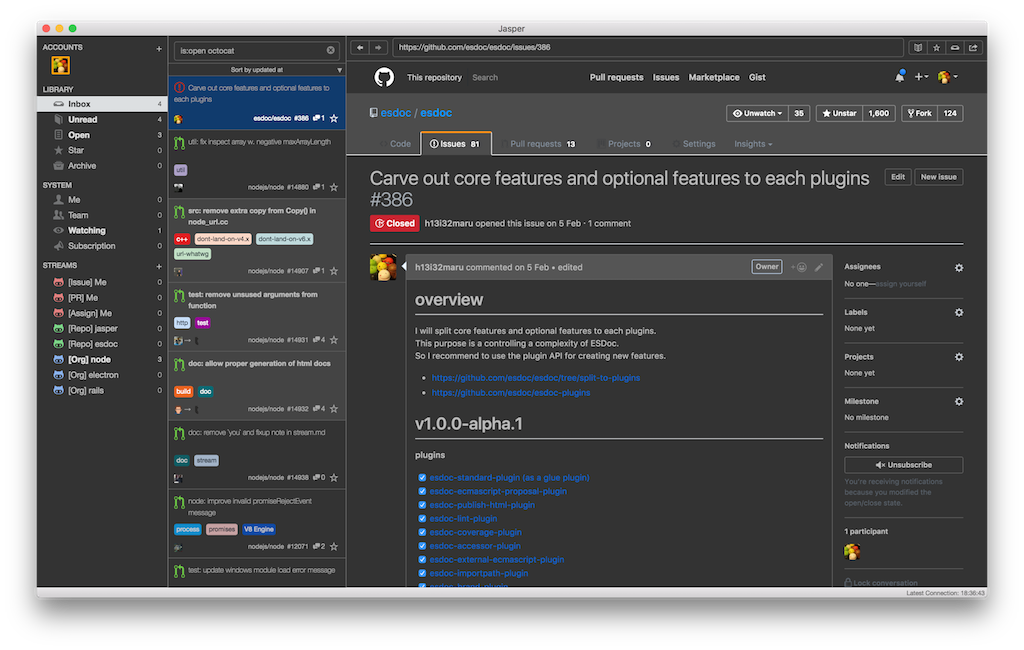 Jasper
ACCOUNTS +
LIBRARY
Inbox 4
Unread 4
Open 3
Star 0
Archive 0
SYSTEM
Me 0
Team 0
Watching 1
Subscription 0
STREAMS +
[Issue] Me 0
[PR] Me 0
[Assign] Me 0
[Repo] jasper 0
[Repo] esdoc 0
[Org] node 3
[Org] electron 0
[Org] rails 0
is:open octocat
Sort by updated at
Carve out core features and optional features to
each plugins
esdoc/esdoc #386 1
util: fix inspect array w. negative maxArrayLength
util
nodejs/node #14880 1
src: remove extra copy from Copy() in
node_url.cc
c++ dont-land-on-v4.x dont-land-on-v6.x
url-whatwg
nodejs/node #14907 1
test: remove unsused arguments from
function
http test
nodejs/node #14931 4
doc: allow proper generation of html docs
build doc
nodejs/node #14932 4
doc: remove 'you' and fixup note in stream.md
doc stream
nodejs/node #14938 0
node: improve invalid promiseRejectEvent
message
process promises V8 Engine
nodejs/node #12071 2
test: update windows module load error message
https://github.com/esdoc/esdoc/issues/386
This repository Search Pull requests Issues Marketplace Gist
esdoc / esdoc
Unwatch 35 Unstar 1,600 Fork 124
Code Issues 81 Pull requests 13 Projects 0 Settings Insights
Carve out core features and optional features to each plugins
#386
Edit New issue
Closed h13i32maru opened this issue on 5 Feb · 1 comment
h13i32maru commented on 5 Feb • edited Owner
overview
I will split core features and optional features to each plugins.
This purpose is a controlling a complexity of ESDoc.
So I recommend to use the plugin API for creating new features.
• https://github.com/esdoc/esdoc/tree/split-to-plugins
• https://github.com/esdoc/esdoc-plugins
v1.0.0-alpha.1
plugins
esdoc-standard-plugin (as a glue plugin)
esdoc-ecmascript-proposal-plugin
esdoc-publish-html-plugin
esdoc-lint-plugin
esdoc-coverage-plugin
esdoc-accessor-plugin
esdoc-external-ecmascript-plugin
esdoc-importpath-plugin
esdoc-brand-plugin
Assignees
No one—assign yourself
Labels
None yet
Projects
None yet
Milestone
No milestone
Notifications
Unsubscribe
You're receiving notifications
because you modified the
open/close state.
1 participant
Lock conversation
Latest Connection: 18:36:43